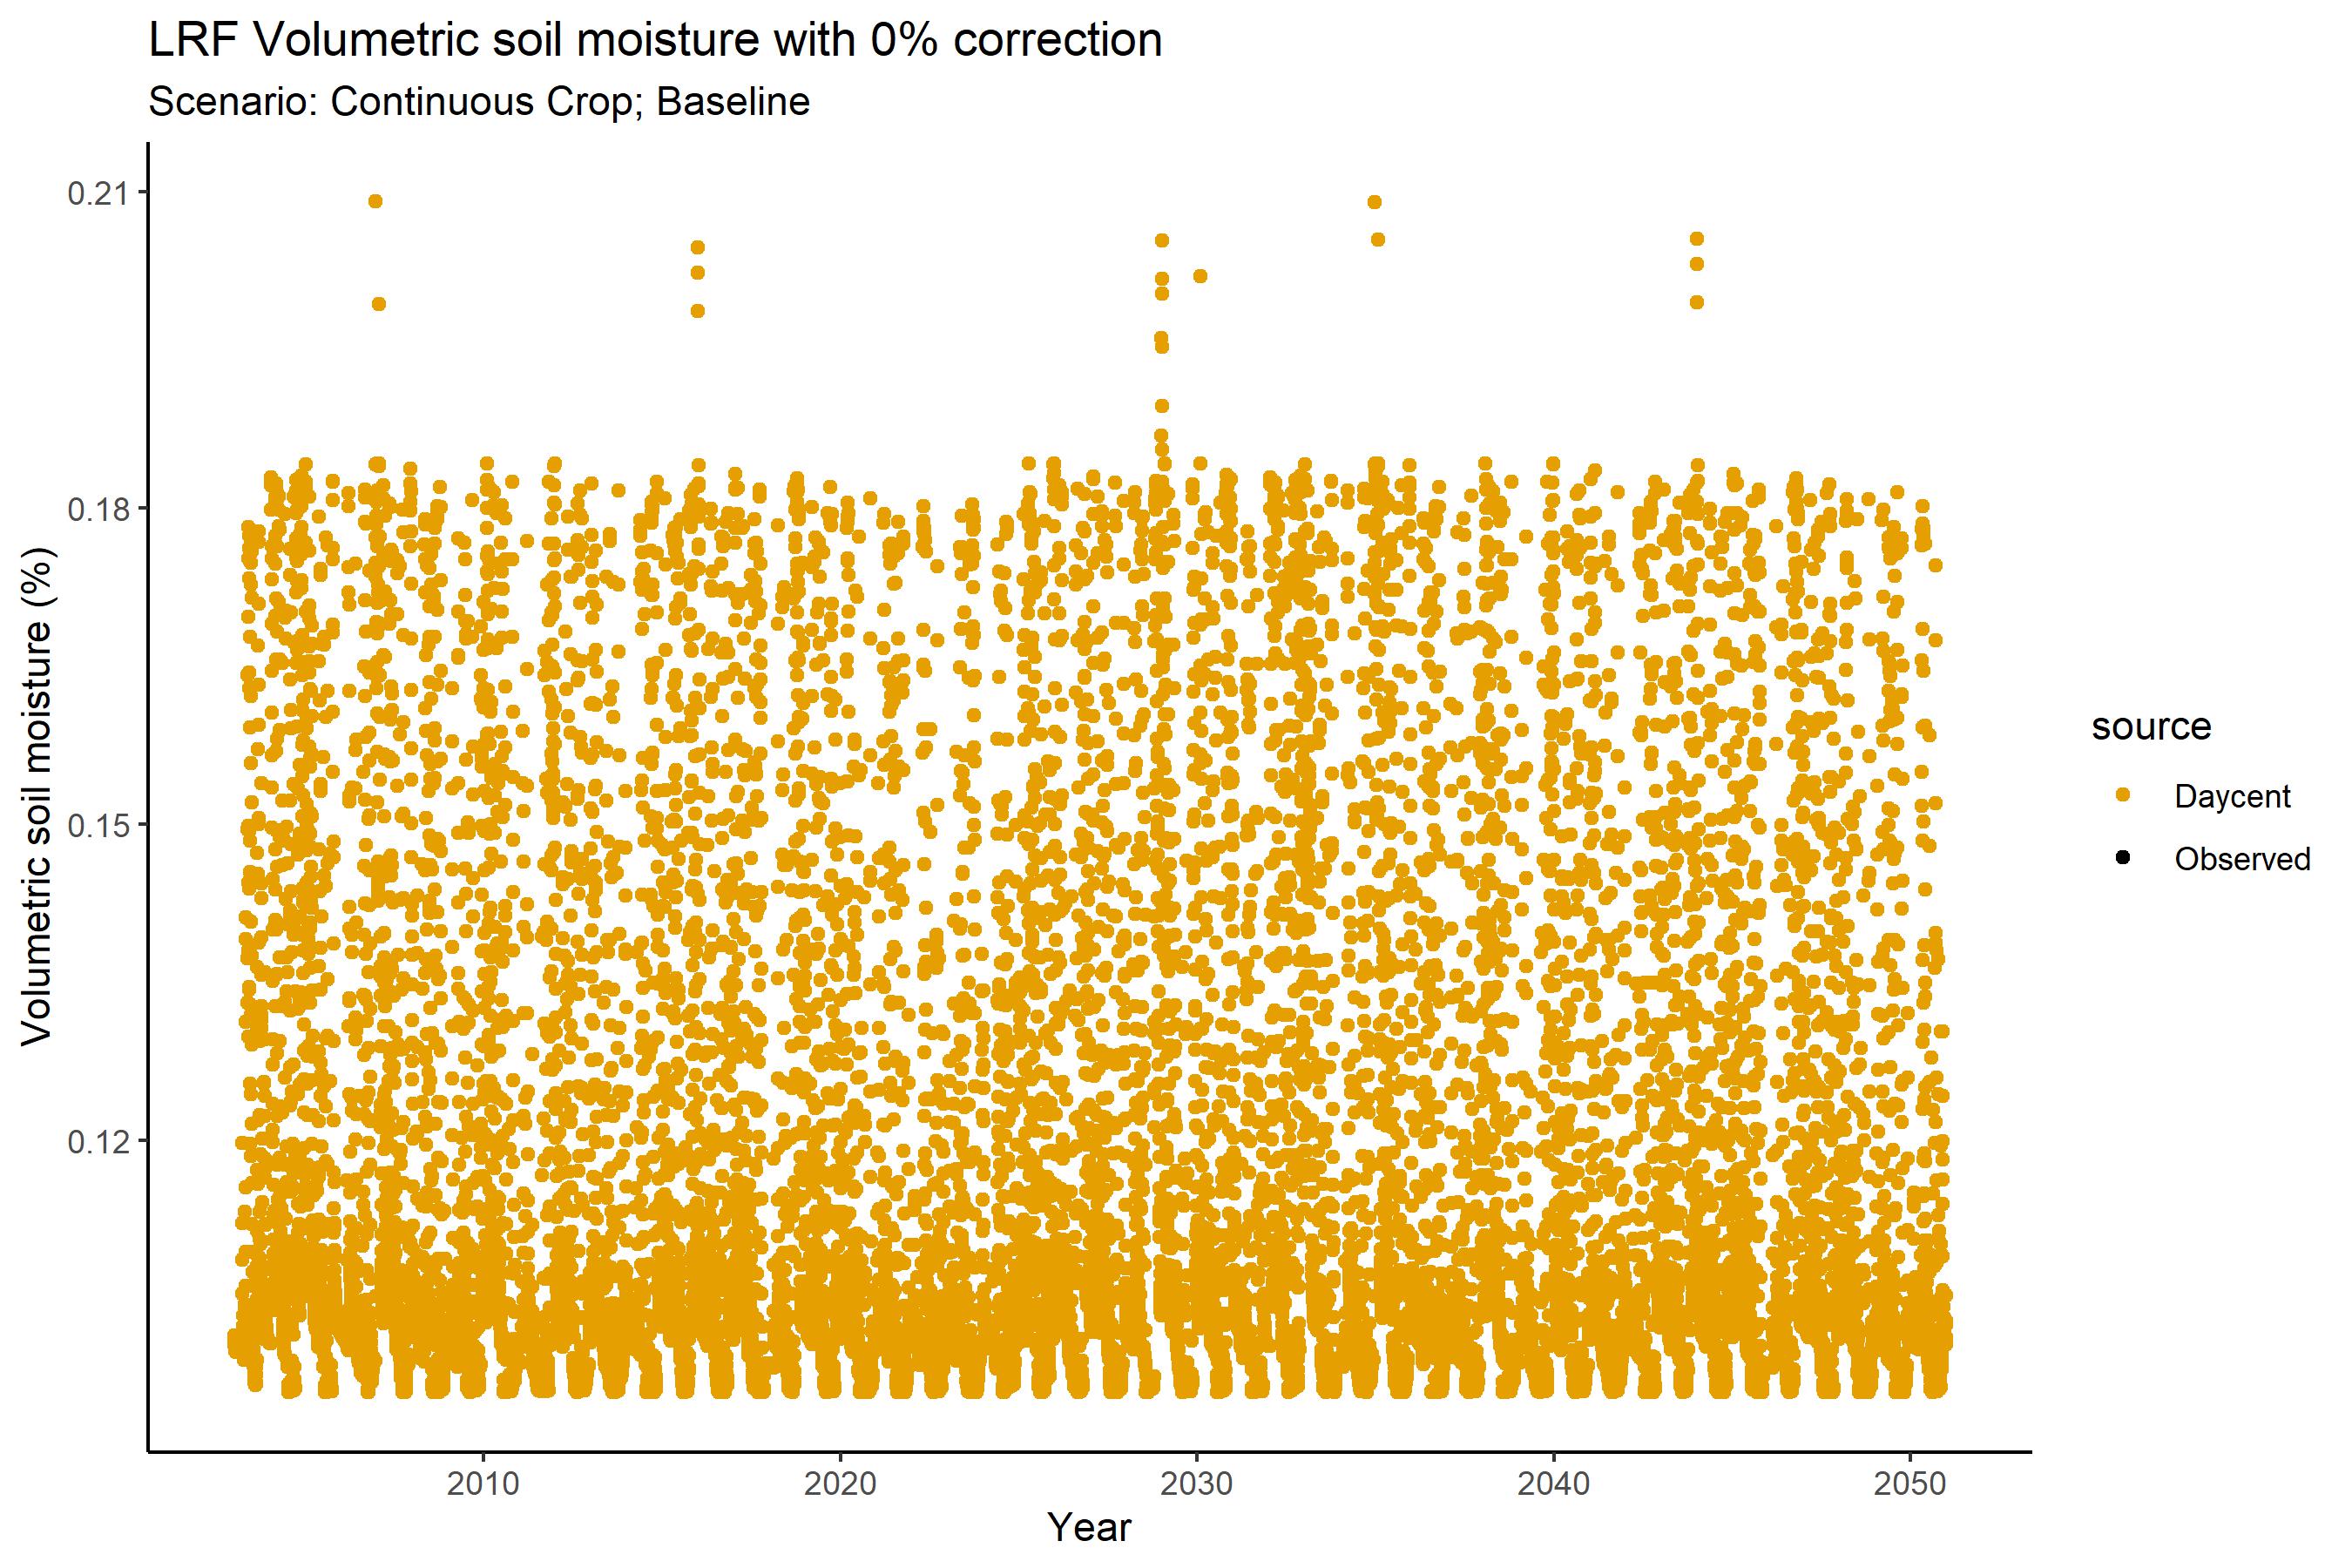 LRF Volumetric soil moisture with 0% correction
Scenario: Continuous Crop; Baseline
Volumetric soil moisture (%)
0.21
0.18
0.15
0.12
2010 2020 2030 2040 2050
Year
source
Daycent
Observed